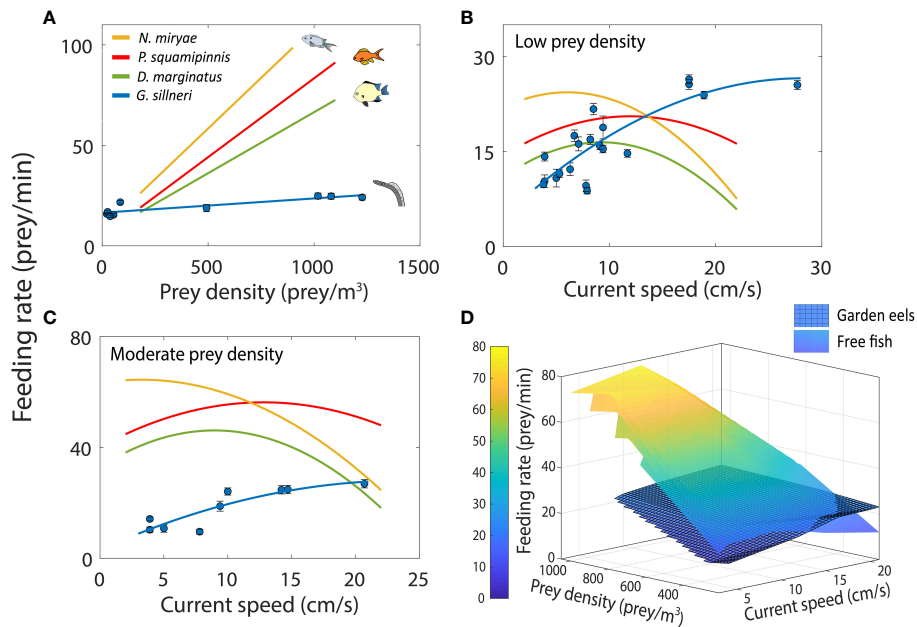 A
N. miryae
P. squamipinnis
D. marginatus
G. sillneri
100
50
0
0 500 1000 1500
Prey density (prey/m³)
B
Low prey density
30
15
0
0 10 20 30
Current speed (cm/s)
Feeding rate (prey/min)
C
Moderate prey density
80
40
0
0 5 10 15 20 25
Current speed (cm/s)
D
Garden eels
Free fish
80
70
60
50
40
30
20
10
0
Feeding rate (prey/min)
80
60
40
20
0
1000 800 600 400
Prey density (prey/m³)
5 10 15 20
Current speed (cm/s)